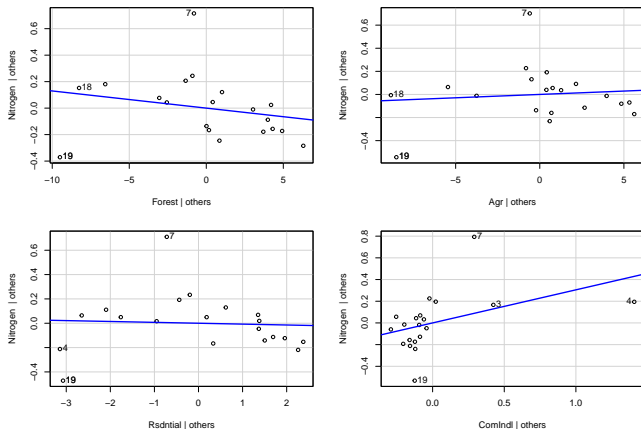 7
18
19
Nitrogen | others
−0.4 −0.2 0.0 0.2 0.4 0.6
−10 −5 0 5
Forest | others
7
18
19
Nitrogen | others
−0.4 0.0 0.2 0.4 0.6
−5 0 5
Agr | others
7
4
19
Nitrogen | others
−0.4 0.0 0.2 0.4 0.6
−3 −2 −1 0 1 2
Rsdntial | others
7
3
4
19
Nitrogen | others
−0.4 0.0 0.2 0.4 0.6 0.8
0.0 0.5 1.0
ComIndl | others